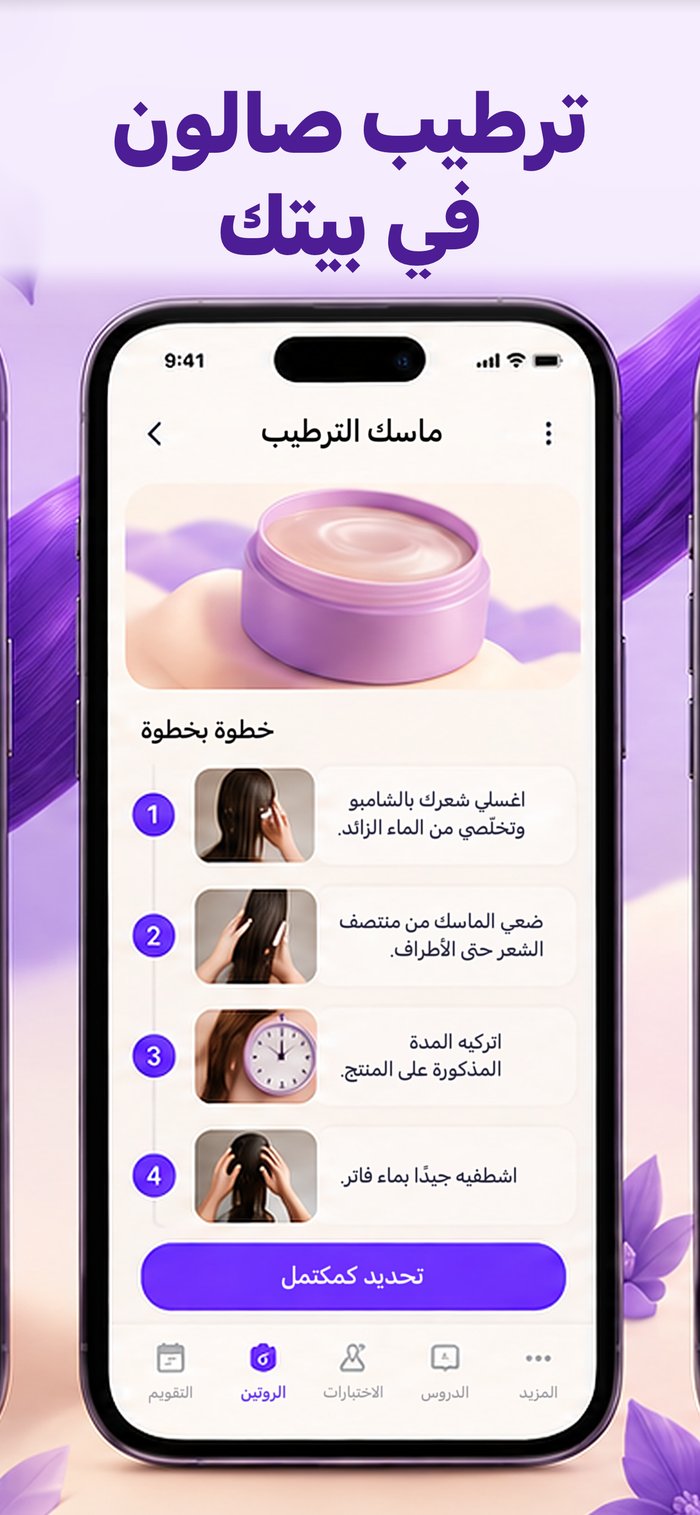 ترطيب صالون
في بيتك
9:41
ماسك الترطيب
خطوة بخطوة
1
اغسلي شعرك بالشامبو
وتخلّصي من الماء الزائد.
2
ضعي الماسك من منتصف
الشعر حتى الأطراف.
3
اتركيه المدة
المذكورة على المنتج.
4
اشطفيه جيدًا بماء فاتر.
تحديد كمكتمل
المزيد
الدروس
الاختبارات
الروتين
التقويم